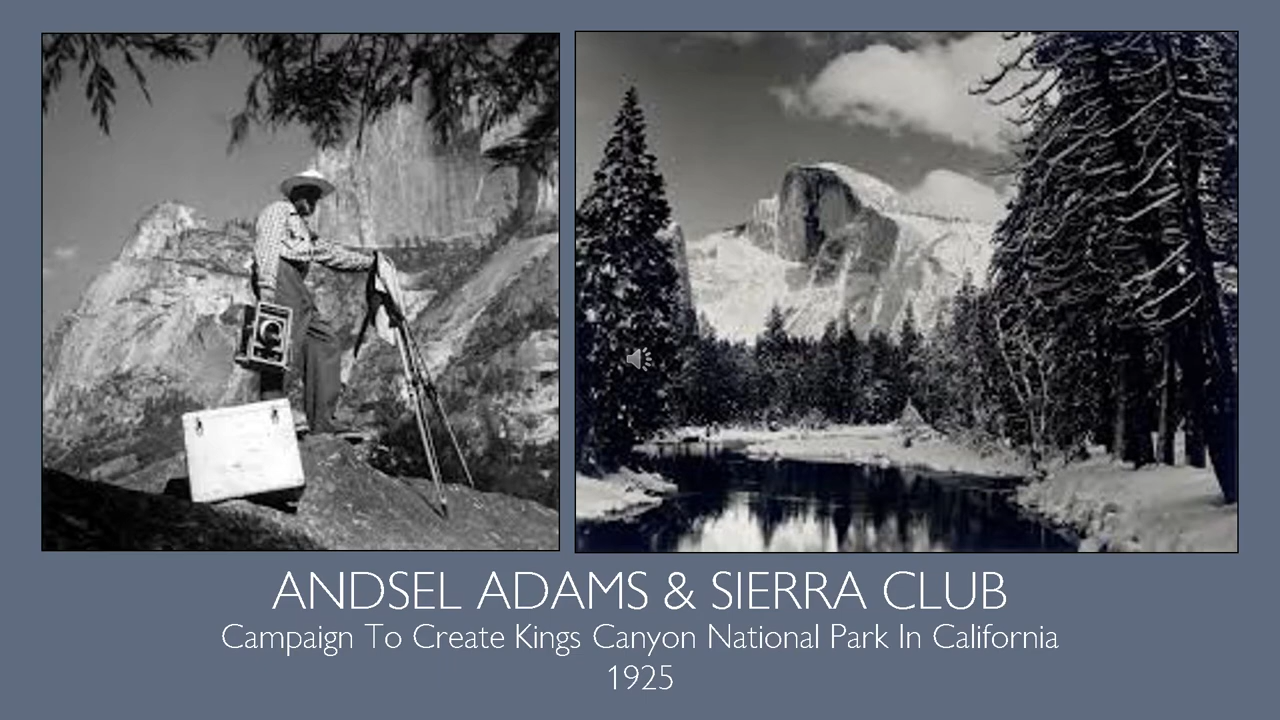 ANDSEL ADAMS & SIERRA CLUB
Campaign To Create Kings Canyon National Park In California
1925